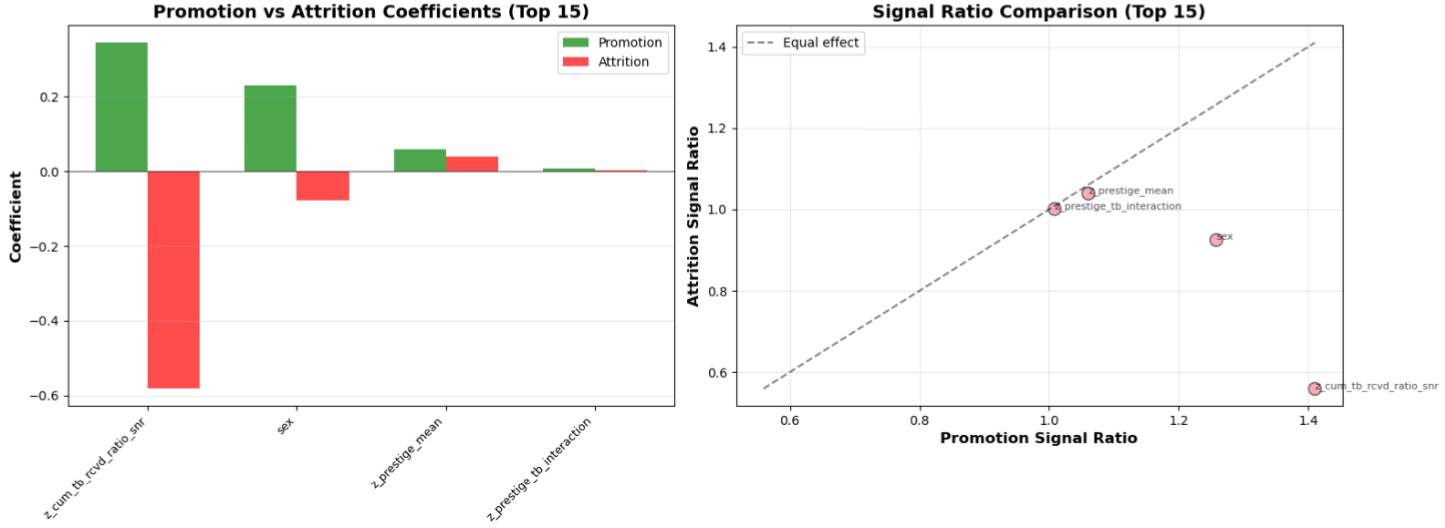 Promotion vs Attrition Coefficients (Top 15)
Promotion
Attrition
Coefficient
0.2
0.0
−0.2
−0.4
−0.6
z_cum_tb_rcvd_ratio_snr
sex
z_prestige_mean
z_prestige_tb_interaction
Signal Ratio Comparison (Top 15)
Equal effect
Attrition Signal Ratio
1.4
1.2
1.0
0.8
0.6
z_prestige_mean
z_prestige_tb_interaction
sex
z_cum_tb_rcvd_ratio_snr
0.6
0.8
1.0
1.2
1.4
Promotion Signal Ratio